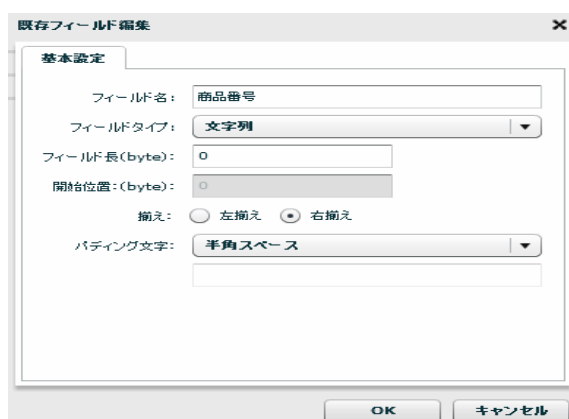 既存フィールド編集
基本設定
フィールド名: 商品番号
フィールドタイプ: 文字列
フィールド長(byte): 0
開始位置:(byte): 0
揃え: 左揃え 右揃え
パディング文字: 半角スペース
OK キャンセル